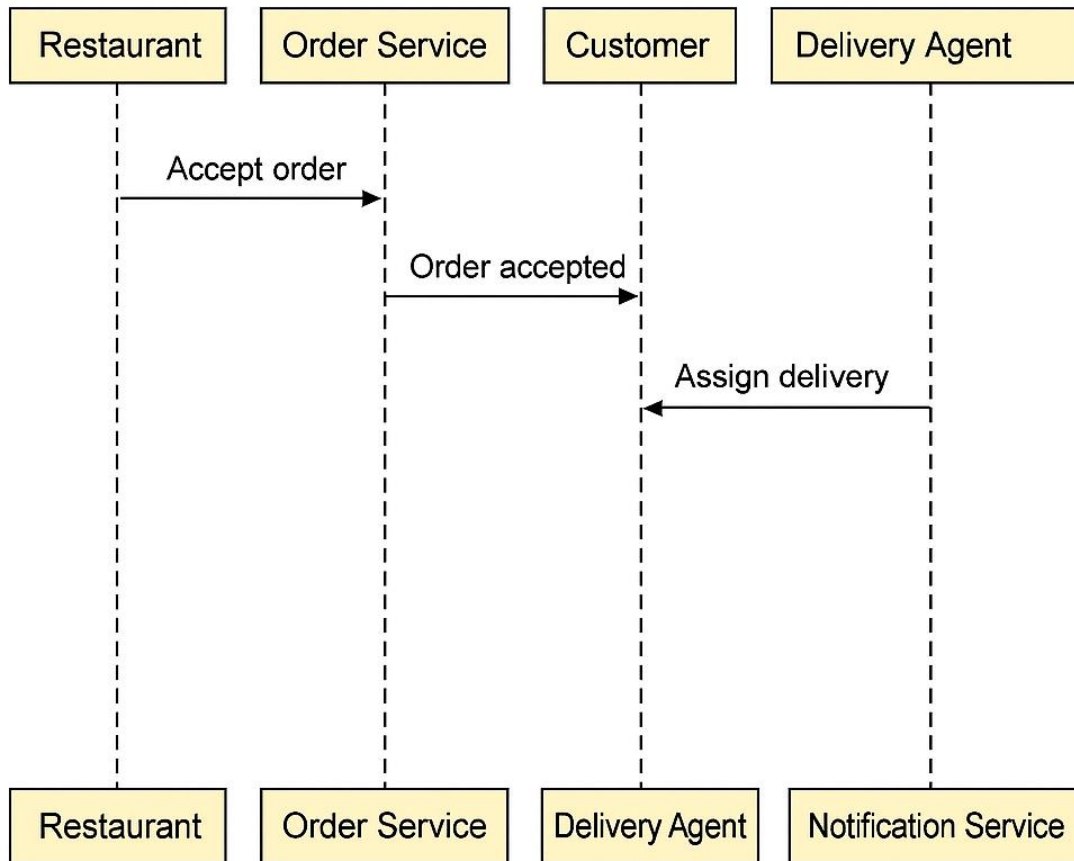 Restaurant
Order Service
Customer
Delivery Agent
Accept order
Order accepted
Assign delivery
Restaurant
Order Service
Delivery Agent
Notification Service